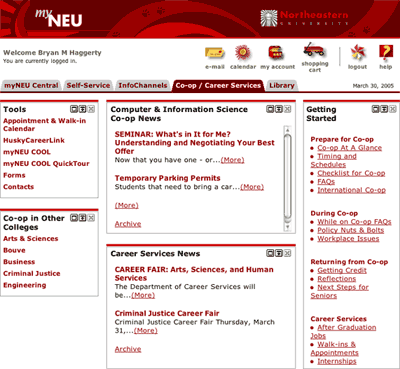 myNEU
Northeastern
UNIVERSITY
Welcome Bryan M Haggerty
You are currently logged in.
e-mail
calendar
my account
shopping
cart
logout
help
myNEU Central
Self-Service
InfoChannels
Co-op / Career Services
Library
March 30, 2005
Tools
Appointment & Walk-in
Calendar
HuskyCareerLink
myNEU COOL
myNEU COOL QuickTour
Forms
Contacts
Co-op in Other
Colleges
Arts & Sciences
Bouve
Business
Criminal Justice
Engineering
Computer & Information Science
Co-op News
SEMINAR: What's in It for Me?
Understanding and Negotiating Your Best
Offer
Now that you have one - or...(More)
Temporary Parking Permits
Students that need to bring a car...(More)
(More)
Archive
Career Services News
CAREER FAIR: Arts, Sciences, and Human
Services
The Department of Career Services will
be...(More)
Criminal Justice Career Fair
Criminal Justice Career Fair Thursday, March
31,...(More)
Archive
Getting
Started
Prepare for Co-op
Co-op At A Glance
Timing and
Schedules
Checklist for Co-op
FAQs
International Co-op
During Co-op
While on Co-op FAQs
Policy Nuts & Bolts
Workplace Issues
Returning from Co-op
Getting Credit
Reflections
Next Steps for
Seniors
Career Services
After Graduation
Jobs
Walk-ins &
Appointments
Internships